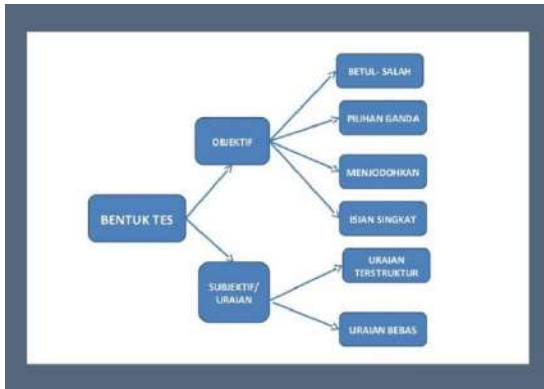 BENTUK TES
OBJEKTIF
BETUL- SALAH
PILIHAN GANDA
MENJODOHKAN
ISIAN SINGKAT
SUBJEKTIF/
URAIAN
URAIAN
TERSTRUKTUR
URAIAN BEBAS